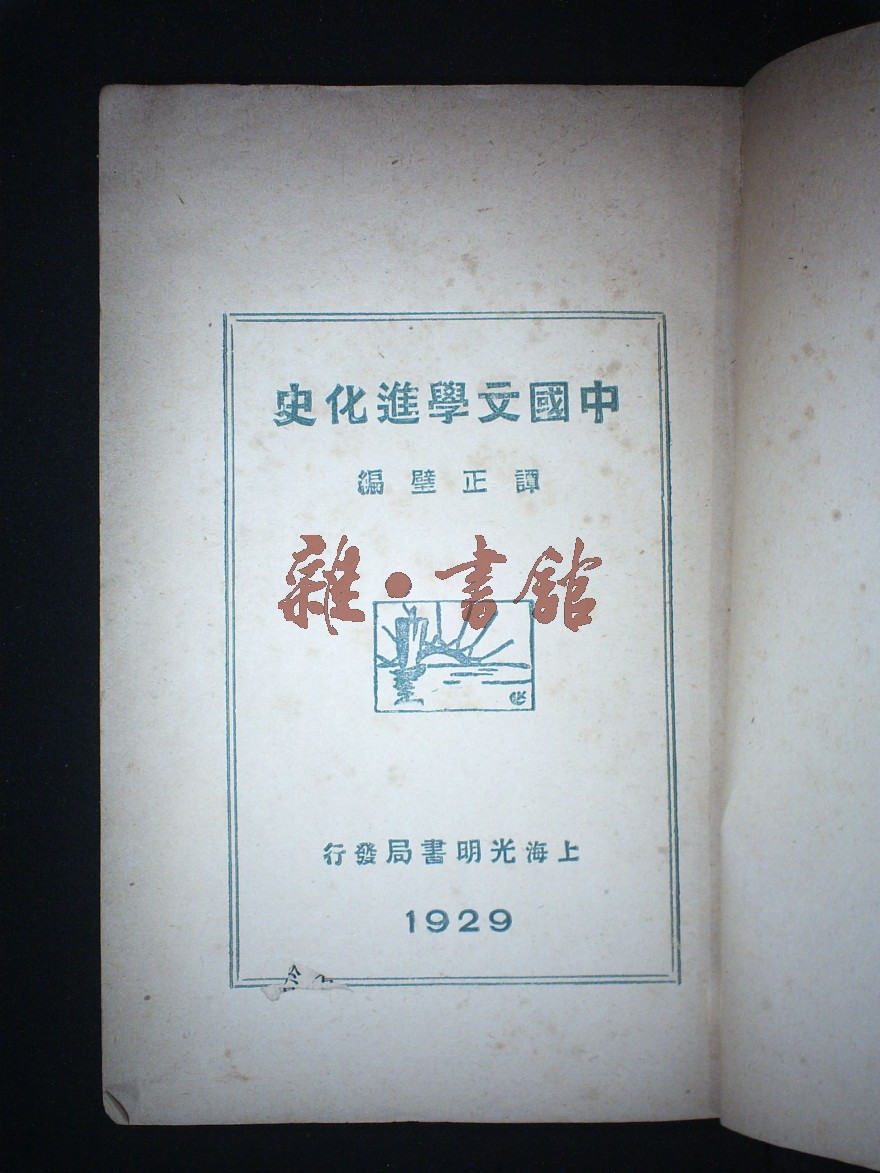 中國文學進化史
譚正璧編
雜·書館
上海光明書局發行
1929